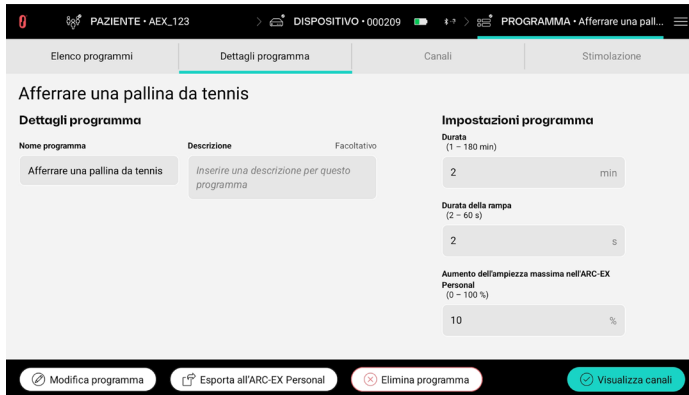 PAZIENTE • AEX_123 > DISPOSITIVO • 000209 > PROGRAMMA • Afferrare una pall...
Elenco programmi Dettagli programma Canali Stimolazione
Afferrare una pallina da tennis
Dettagli programma
Nome programma
Afferrare una pallina da tennis
Descrizione Facoltativo
Inserire una descrizione per questo
programma
Impostazioni programma
Durata
(1 – 180 min)
2 min
Durata della rampa
(2 – 60 s)
2 s
Aumento dell'ampiezza massima nell'ARC-EX
Personal
(0 – 100 %)
10 %
Modifica programma Esporta all'ARC-EX Personal Elimina programma Visualizza canali